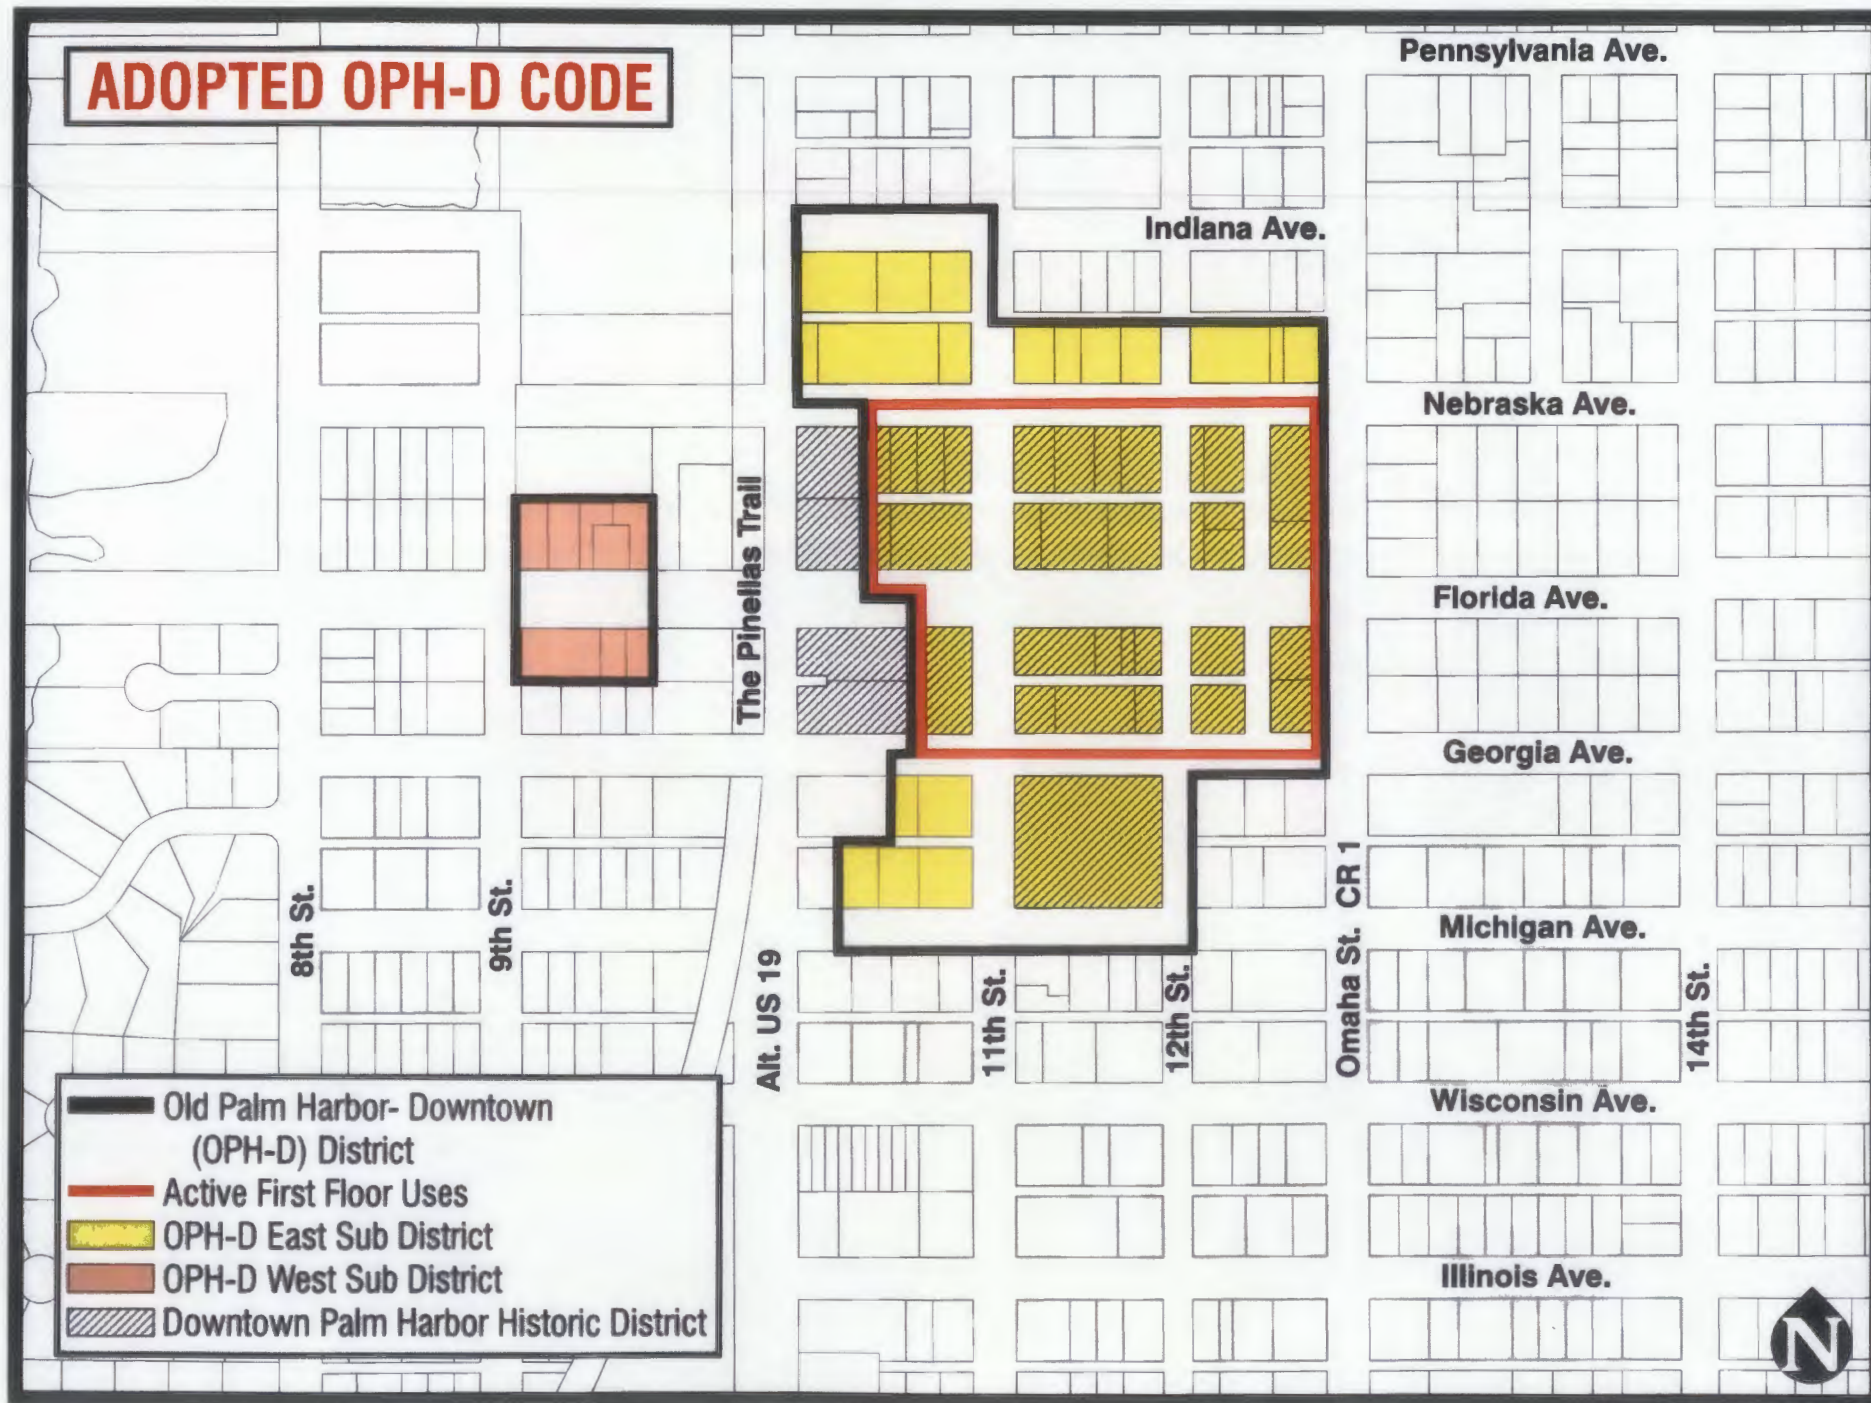 ADOPTED OPH-D CODE
Pennsylvania Ave.
Indiana Ave.
Nebraska Ave.
The Pinellas Trail
Florida Ave.
Georgia Ave.
8th St.
9th St.
Alt. US 19
11th St.
12th St.
Omaha St. CR 1
Michigan Ave.
14th St.
Wisconsin Ave.
Illinois Ave.
Old Palm Harbor- Downtown
(OPH-D) District
Active First Floor Uses
OPH-D East Sub District
OPH-D West Sub District
Downtown Palm Harbor Historic District
N